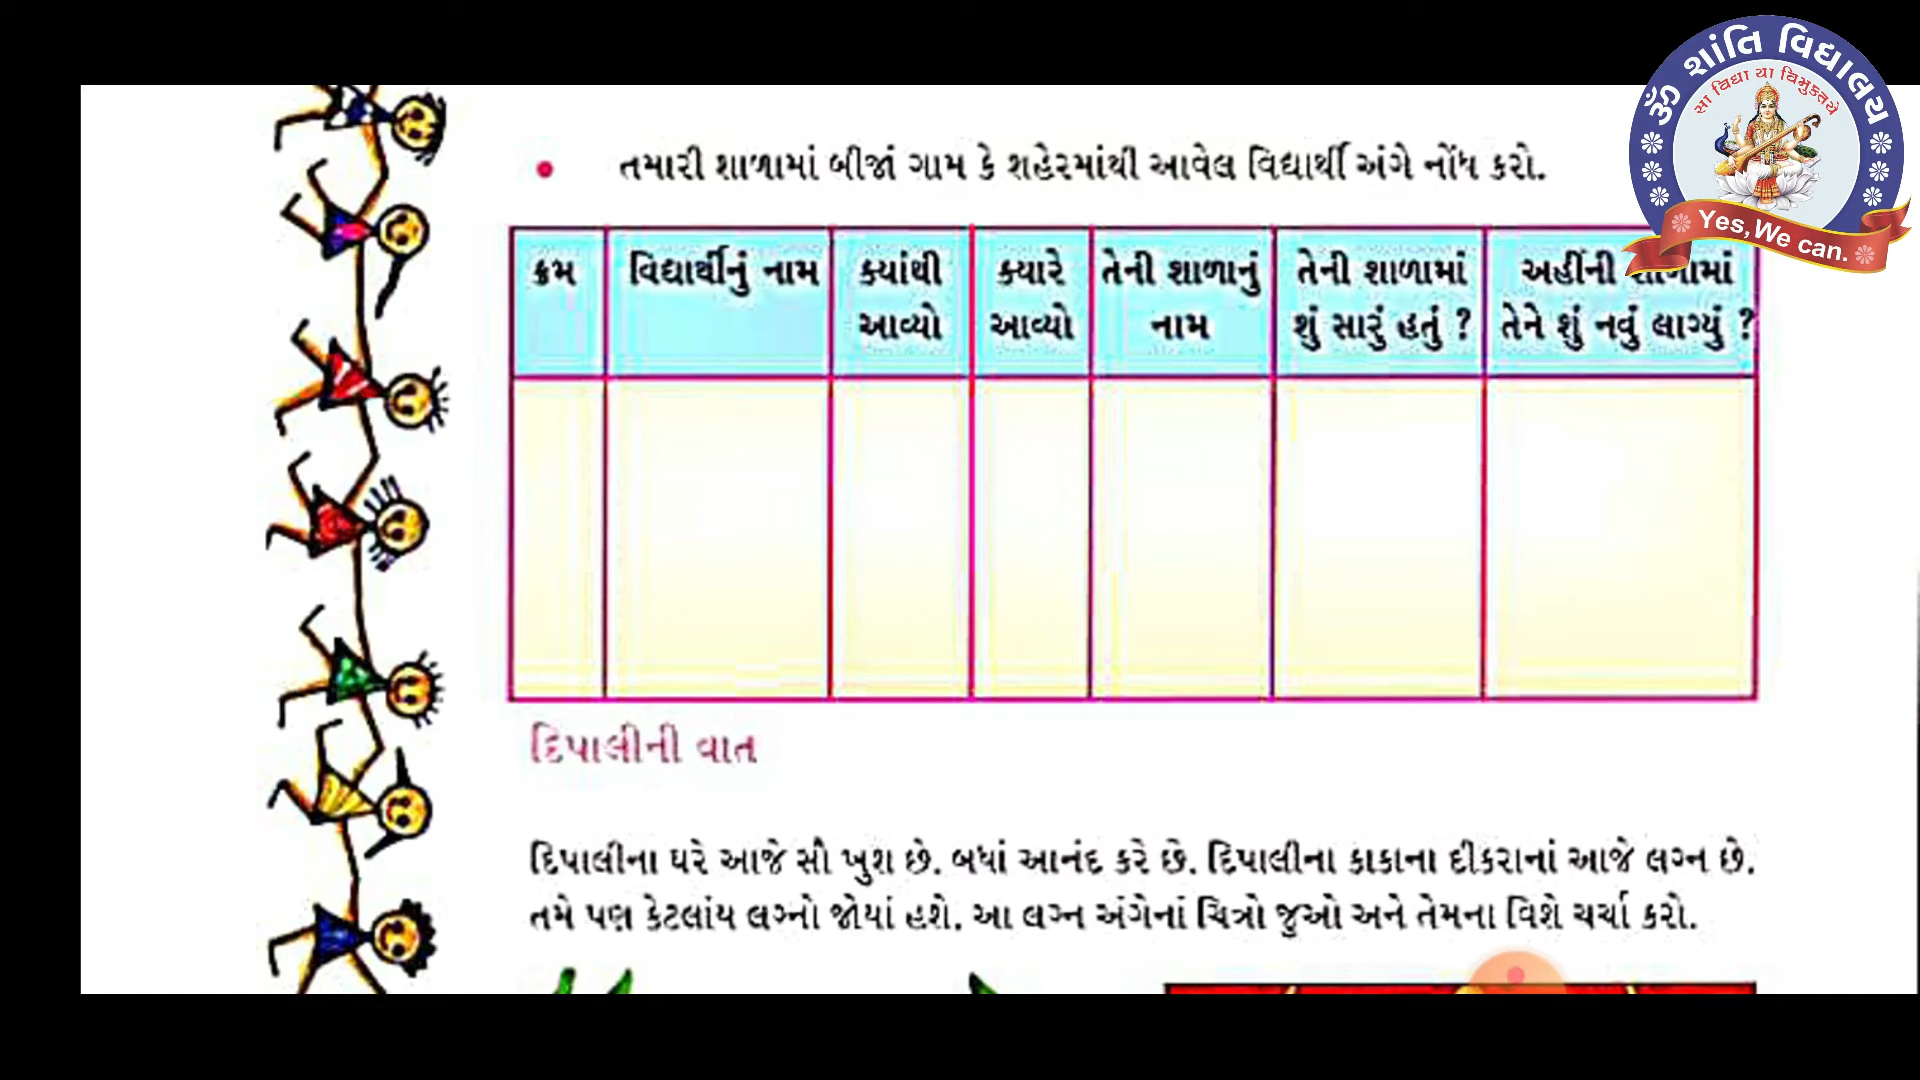 ૐ શાંતિ વિદ્યાલય
સા વિદ્યા યા વિમુક્તયે
Yes,We can.
તમારી શાળામાં બીજાં ગામ કે શહેરમાંથી આવેલ વિદ્યાર્થી અંગે નોંધ કરો.
ક્રમ વિદ્યાર્થીનું નામ ક્યાંથી ક્યારે તેની શાળાનું તેની શાળામાં અહીંની શાળામાં
આવ્યો આવ્યો નામ શું સારું હતું ? તેને શું નવું લાગ્યું ?
દિપાલીની વાત
દિપાલીના ઘરે આજે સૌ ખુશ છે. બધાં આનંદ કરે છે. દિપાલીના કાકાના દીકરાનાં આજે લગ્ન છે.
તમે પણ કેટલાંય લગ્નો જોયાં હશે. આ લગ્ન અંગેનાં ચિત્રો જુઓ અને તેમના વિશે ચર્ચા કરો.